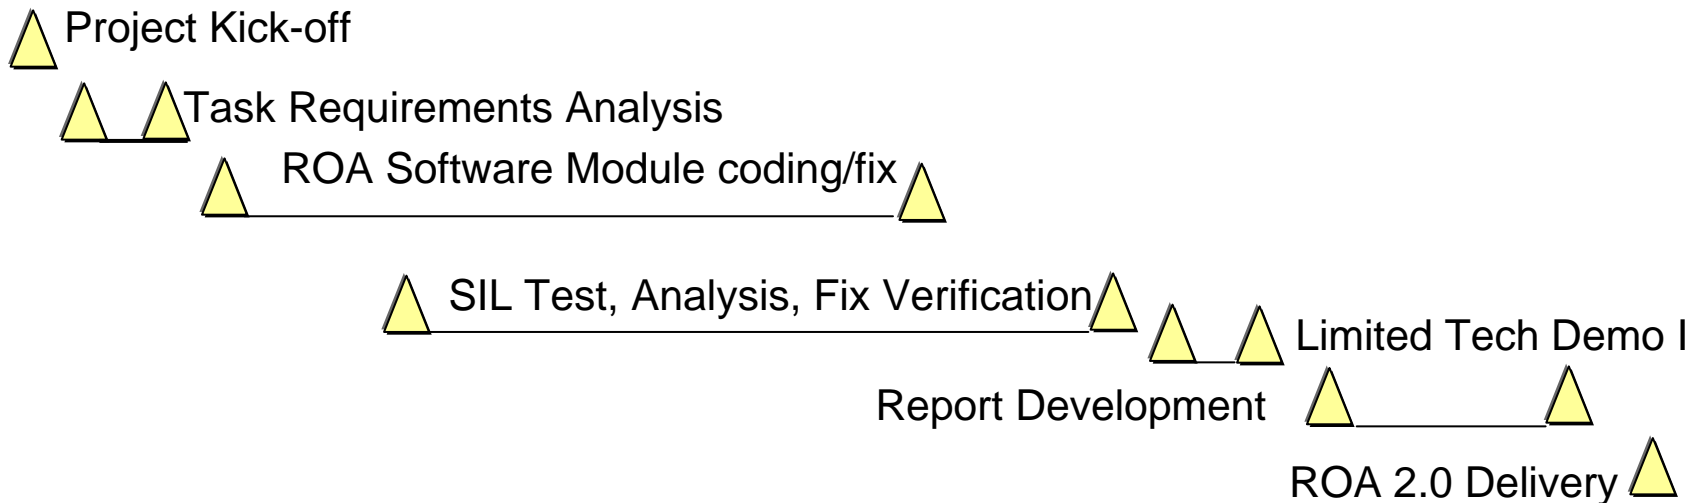 Project Kick-off
Task Requirements Analysis
ROA Software Module coding/fix
SIL Test, Analysis, Fix Verification
Limited Tech Demo I
Report Development
ROA 2.0 Delivery